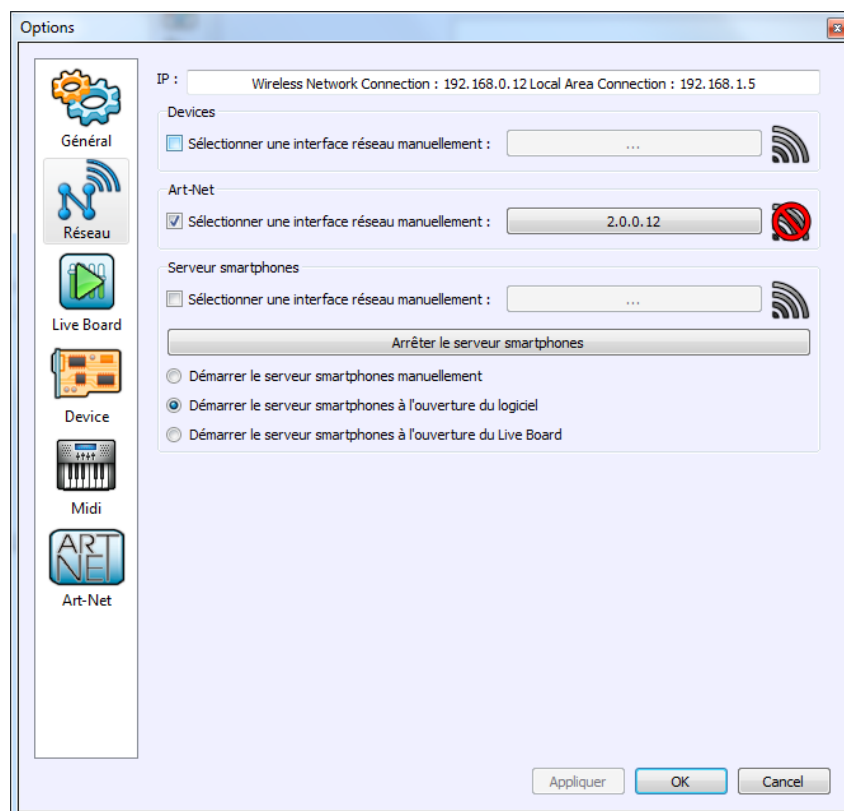 Options
IP :
Wireless Network Connection : 192.168.0.12 Local Area Connection : 192.168.1.5
Général
Réseau
Live Board
Device
Midi
ART
NET
Art-Net
Devices
Sélectionner une interface réseau manuellement :
...
Art-Net
Sélectionner une interface réseau manuellement :
2.0.0.12
Serveur smartphones
Sélectionner une interface réseau manuellement :
...
Arrêter le serveur smartphones
Démarrer le serveur smartphones manuellement
Démarrer le serveur smartphones à l'ouverture du logiciel
Démarrer le serveur smartphones à l'ouverture du Live Board
Appliquer
OK
Cancel